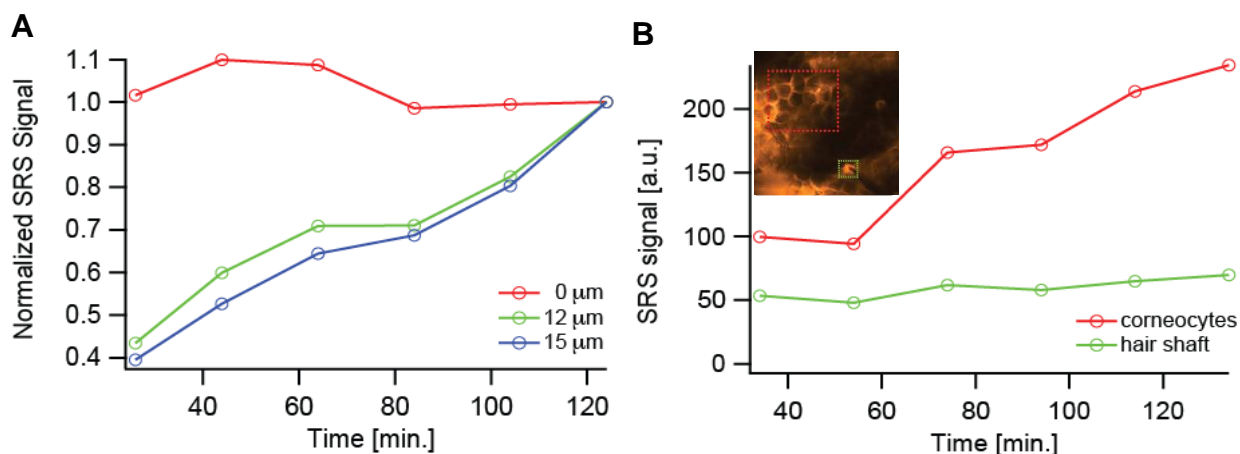 A
Normalized SRS Signal
1.1
1.0
0.9
0.8
0.7
0.6
0.5
0.4
40
60
80
100
120
Time [min.]
0 µm
12 µm
15 µm
B
SRS signal [a.u.]
200
150
100
50
0
40
60
80
100
120
Time [min.]
corneocytes
hair shaft